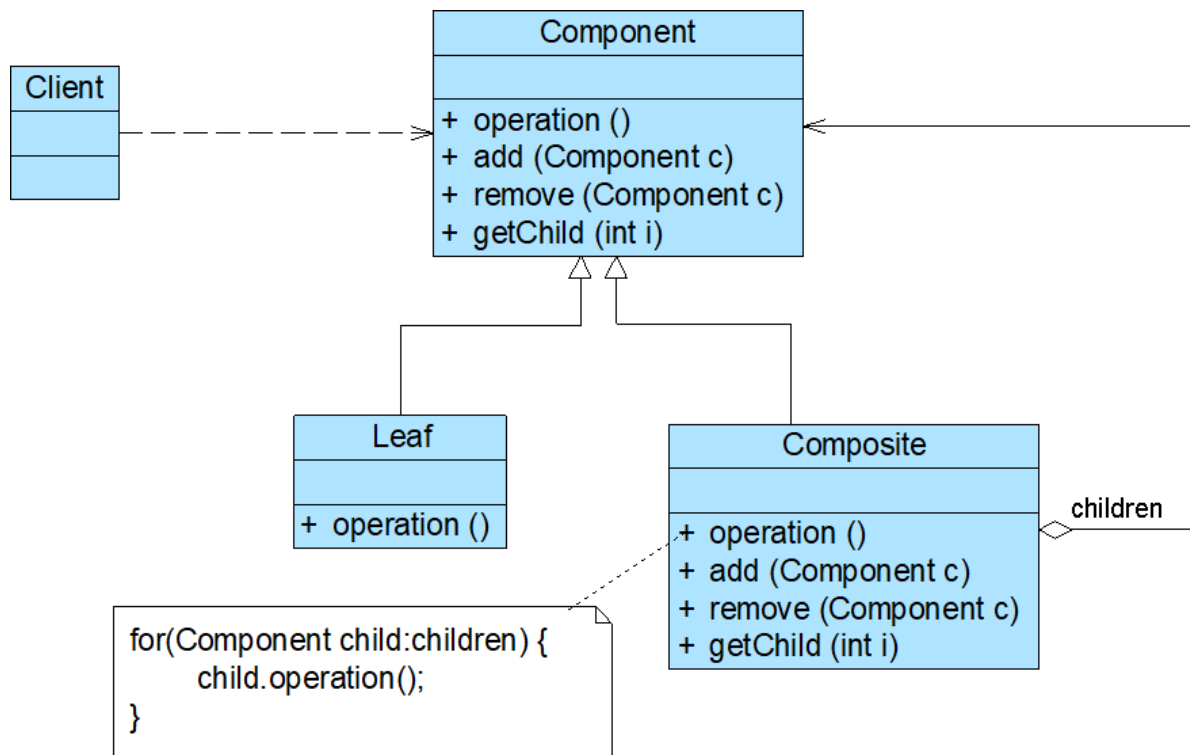 Component
Client
+ operation ()
+ add (Component c)
+ remove (Component c)
+ getChild (int i)
Leaf
+ operation ()
Composite
+ operation ()
+ add (Component c)
+ remove (Component c)
+ getChild (int i)
children
for(Component child:children) {
child.operation();
}